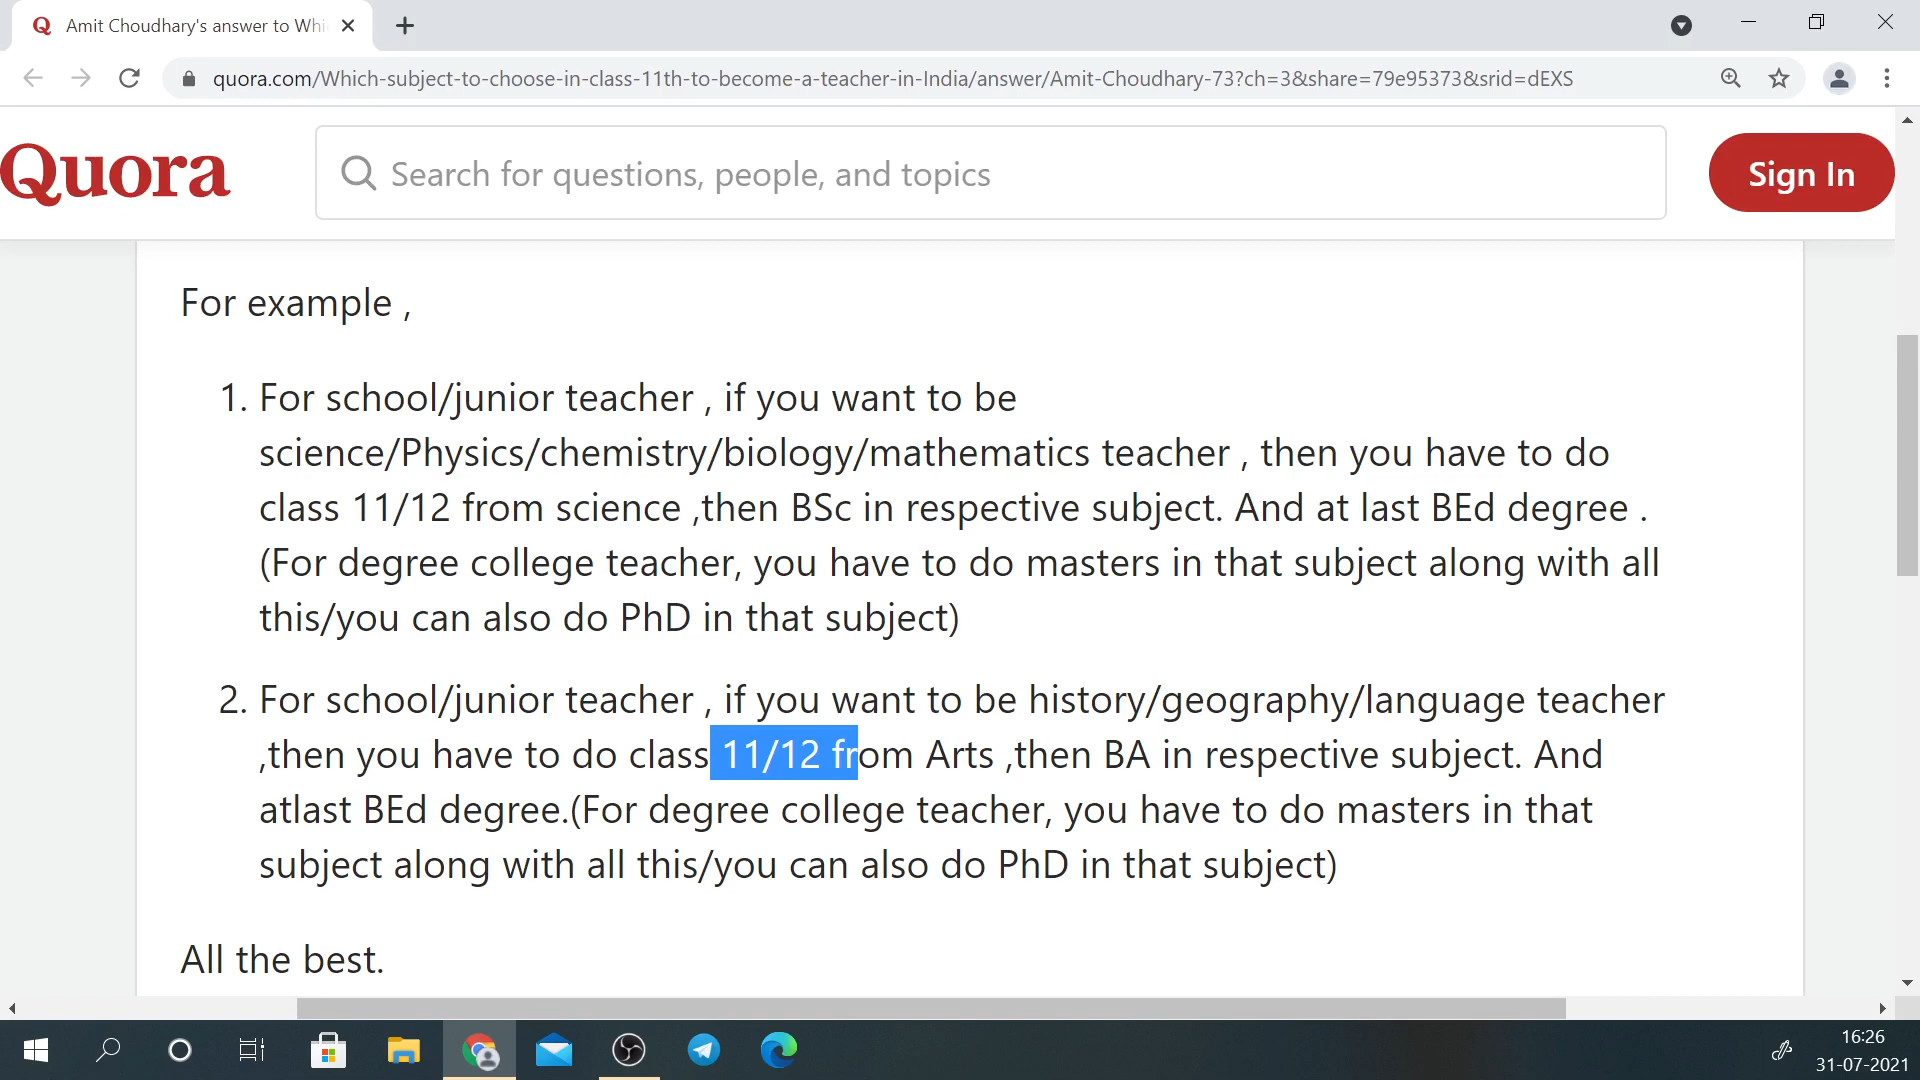 Amit Choudhary's answer to Whi
quora.com/Which-subject-to-choose-in-class-11th-to-become-a-teacher-in-India/answer/Amit-Choudhary-73?ch=3&share=79e95373&srid=dEXS
Quora
Search for questions, people, and topics
Sign In
For example ,
1. For school/junior teacher , if you want to be
science/Physics/chemistry/biology/mathematics teacher , then you have to do
class 11/12 from science ,then BSc in respective subject. And at last BEd degree .
(For degree college teacher, you have to do masters in that subject along with all
this/you can also do PhD in that subject)
2. For school/junior teacher , if you want to be history/geography/language teacher
,then you have to do class 11/12 from Arts ,then BA in respective subject. And
atlast BEd degree.(For degree college teacher, you have to do masters in that
subject along with all this/you can also do PhD in that subject)
All the best.
16:26
31-07-2021